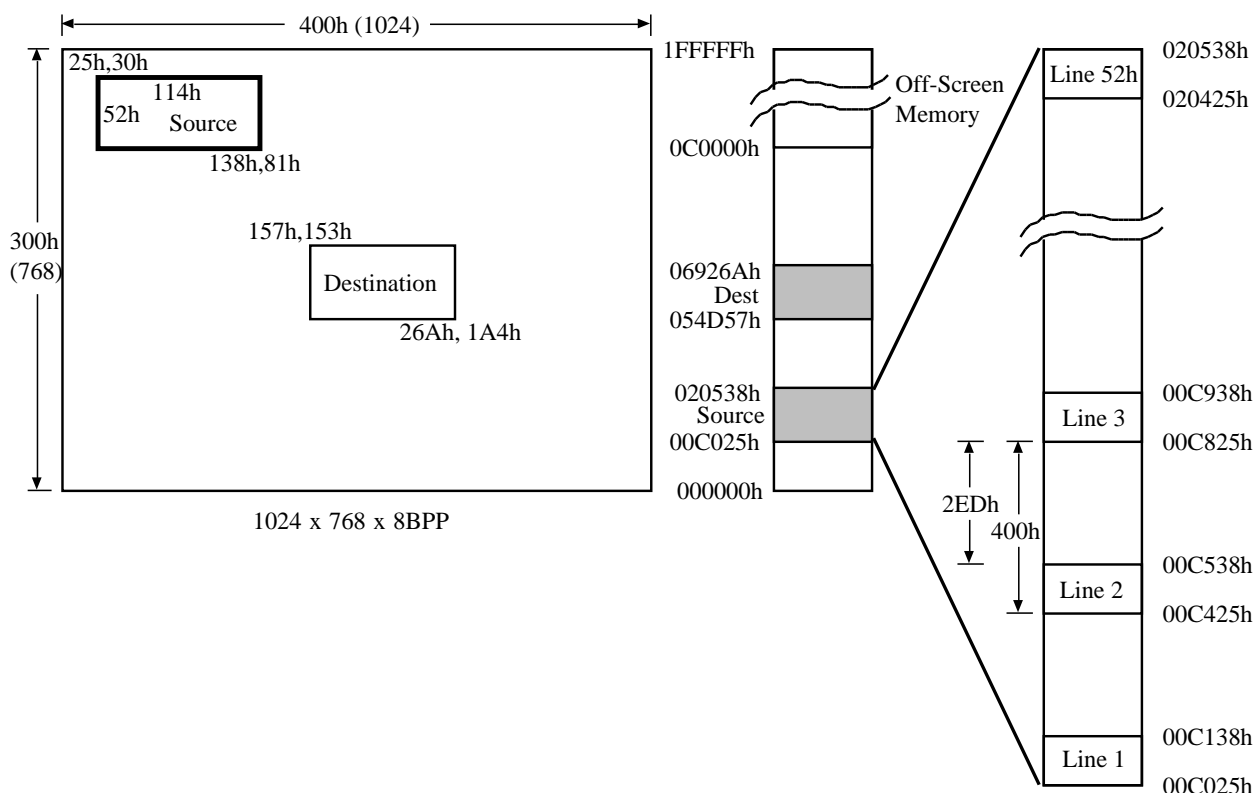 400h (1024)
25h,30h
114h
52h
Source
138h,81h
157h,153h
300h
(768)
Destination
26Ah, 1A4h
1024 x 768 x 8BPP
1FFFFFh
Off-Screen
Memory
0C0000h
06926Ah
Dest
054D57h
020538h
Source
00C025h
000000h
020538h
Line 52h
020425h
00C938h
Line 3
00C825h
2EDh
400h
00C538h
Line 2
00C425h
00C138h
Line 1
00C025h